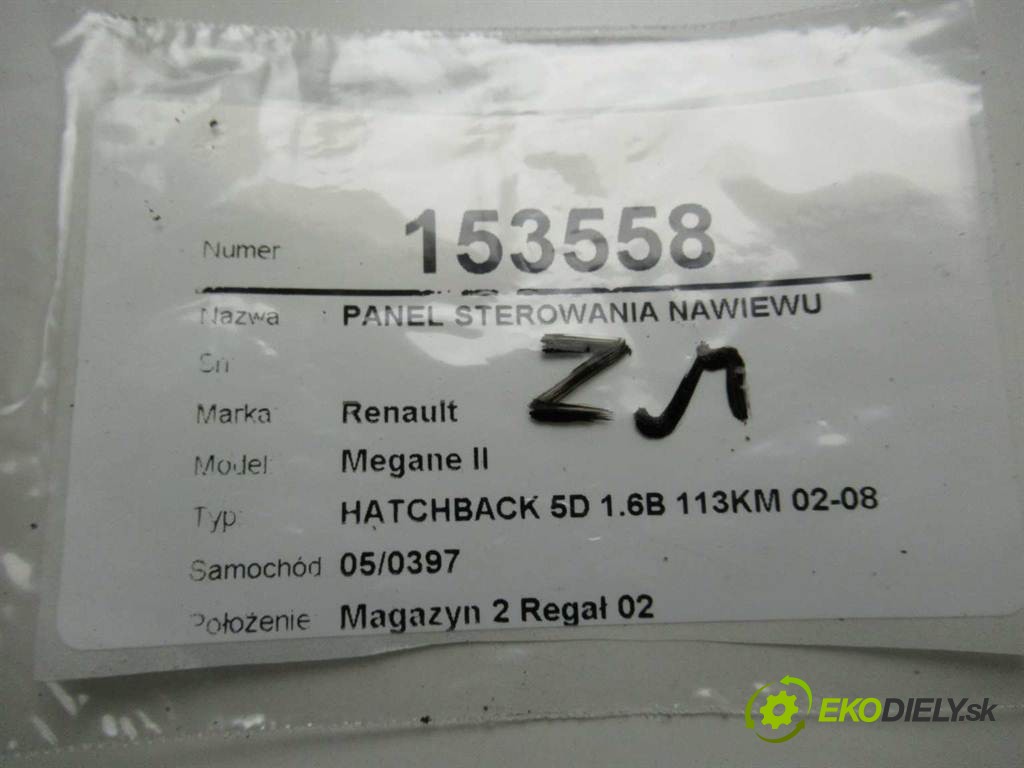 Numer 153558
Nazwa PANEL STEROWANIA NAWIEWU
Sn
Marka Renault
Model Megane II
Typ: HATCHBACK 5D 1.6B 113KM 02-08
Samochód 05/0397
Położenie Magazyn 2 Regał 02
EKODIELY.sk